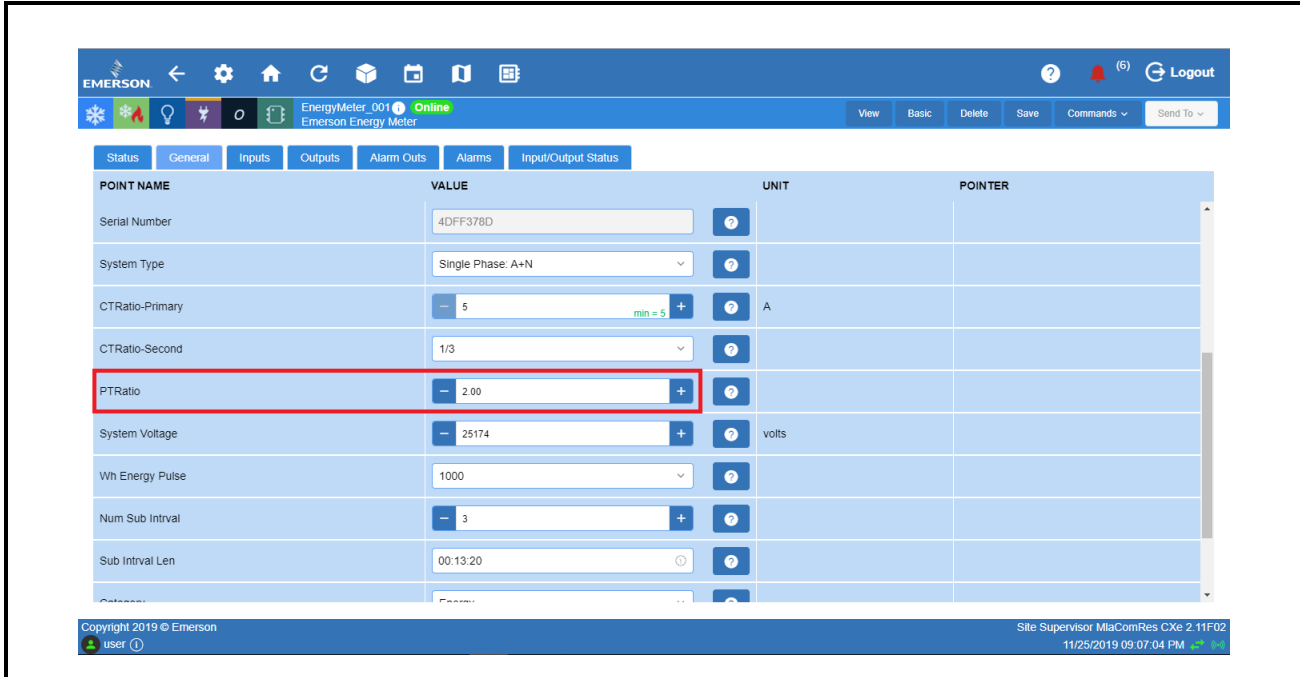 EMERSON
(6) Logout
EnergyMeter_001 Online
Emerson Energy Meter
View Basic Delete Save Commands Send To
Status General Inputs Outputs Alarm Outs Alarms Input/Output Status
POINT NAME VALUE UNIT POINTER
Serial Number 4DFF378D
System Type Single Phase: A+N
CTRatio-Primary 5 min = 5 A
CTRatio-Second 1/3
PTRatio 2.00
System Voltage 25174 volts
Wh Energy Pulse 1000
Num Sub Intrval 3
Sub Intrval Len 00:13:20
Category Energy
Copyright 2019 © Emerson Site Supervisor MlaComRes CXe 2.11F02
user 11/25/2019 09:07:04 PM